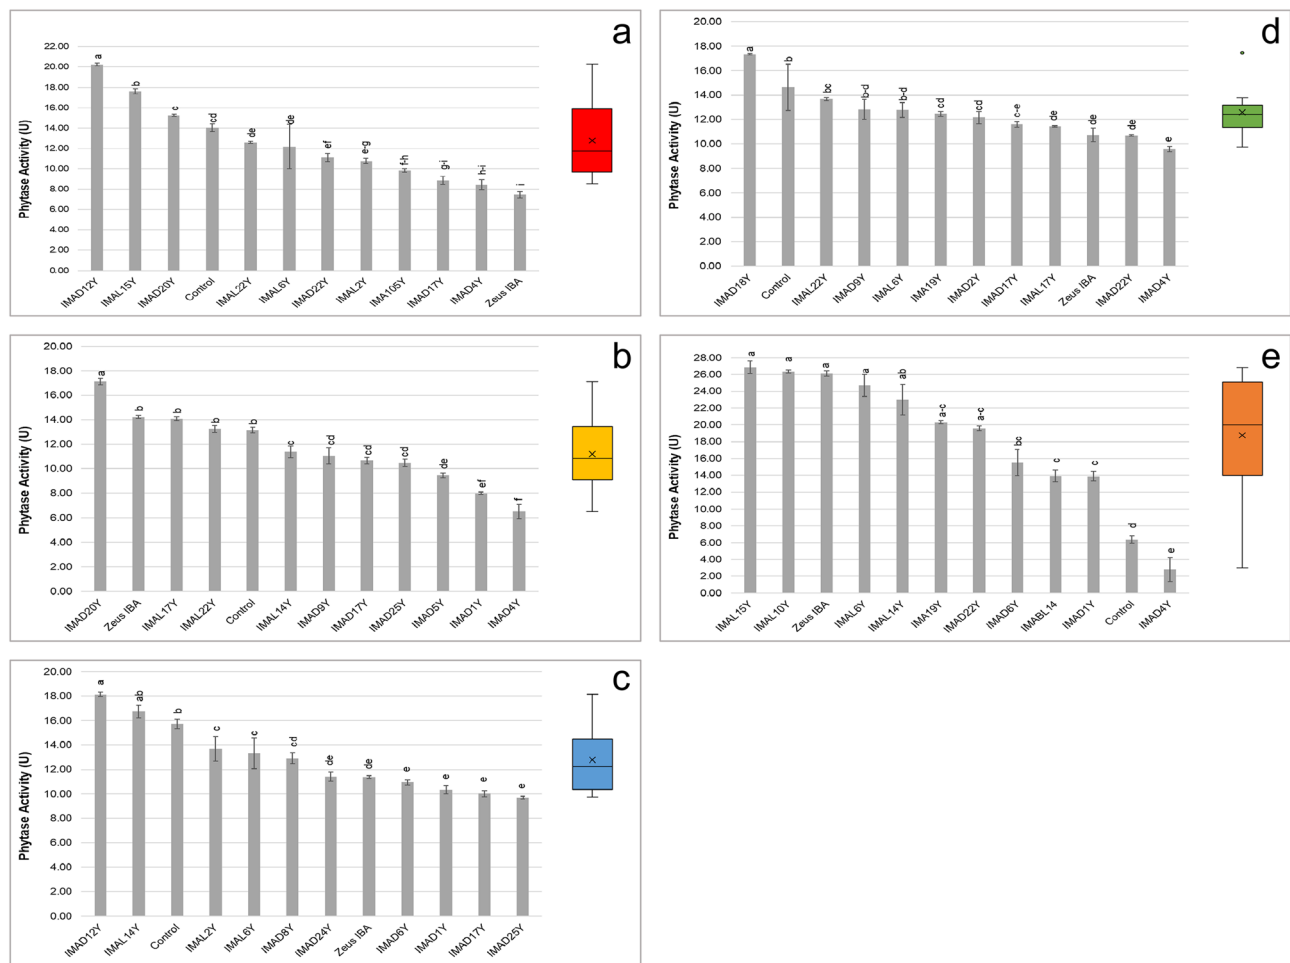 a
Phytase Activity (U)
22.00
20.00
18.00
16.00
14.00
12.00
10.00
8.00
6.00
4.00
2.00
0.00
a
b
c
cd
de
de
ef
e-g
f-h
g-i
h-i
i
IMAD12Y
IMAL15Y
IMAD20Y
Control
IMAL22Y
IMAL6Y
IMAD22Y
IMAL2Y
IMA10SY
IMAD17Y
IMAD4Y
Zeus IBA
b
Phytase Activity (U)
20.00
18.00
16.00
14.00
12.00
10.00
8.00
6.00
4.00
2.00
0.00
a
b
b
b
b
c
cd
cd
cd
de
ef
f
IMAD20Y
Zeus IBA
IMAL17Y
IMAL22Y
Control
IMAL14Y
IMAD9Y
IMAD17Y
IMAD25Y
IMAD5Y
IMAD1Y
IMAD4Y
c
Phytase Activity (U)
20.00
18.00
16.00
14.00
12.00
10.00
8.00
6.00
4.00
2.00
0.00
a
ab
b
c
c
cd
de
de
e
e
e
e
IMAD12Y
IMAL14Y
Control
IMAL2Y
IMAL6Y
IMAD8Y
IMAD24Y
Zeus IBA
IMAD6Y
IMAD1Y
IMAD17Y
IMAD25Y
d
Phytase Activity (U)
20.00
18.00
16.00
14.00
12.00
10.00
8.00
6.00
4.00
2.00
0.00
a
b
bc
b-d
b-d
cd
cd
c-e
de
de
de
e
IMAD18Y
Control
IMAL22Y
IMAD9Y
IMAL6Y
IMA19Y
IMAD2Y
IMAD17Y
IMAL17Y
Zeus IBA
IMAD22Y
IMAD4Y
e
Phytase Activity (U)
28.00
26.00
24.00
22.00
20.00
18.00
16.00
14.00
12.00
10.00
8.00
6.00
4.00
2.00
0.00
a
a
a
a
ab
a-c
a-c
bc
c
c
d
e
IMAL15Y
IMAL10Y
Zeus IBA
IMAL6Y
IMAL14Y
IMA19Y
IMAD22Y
IMAD6Y
IMABL14
IMAD1Y
Control
IMAD4Y